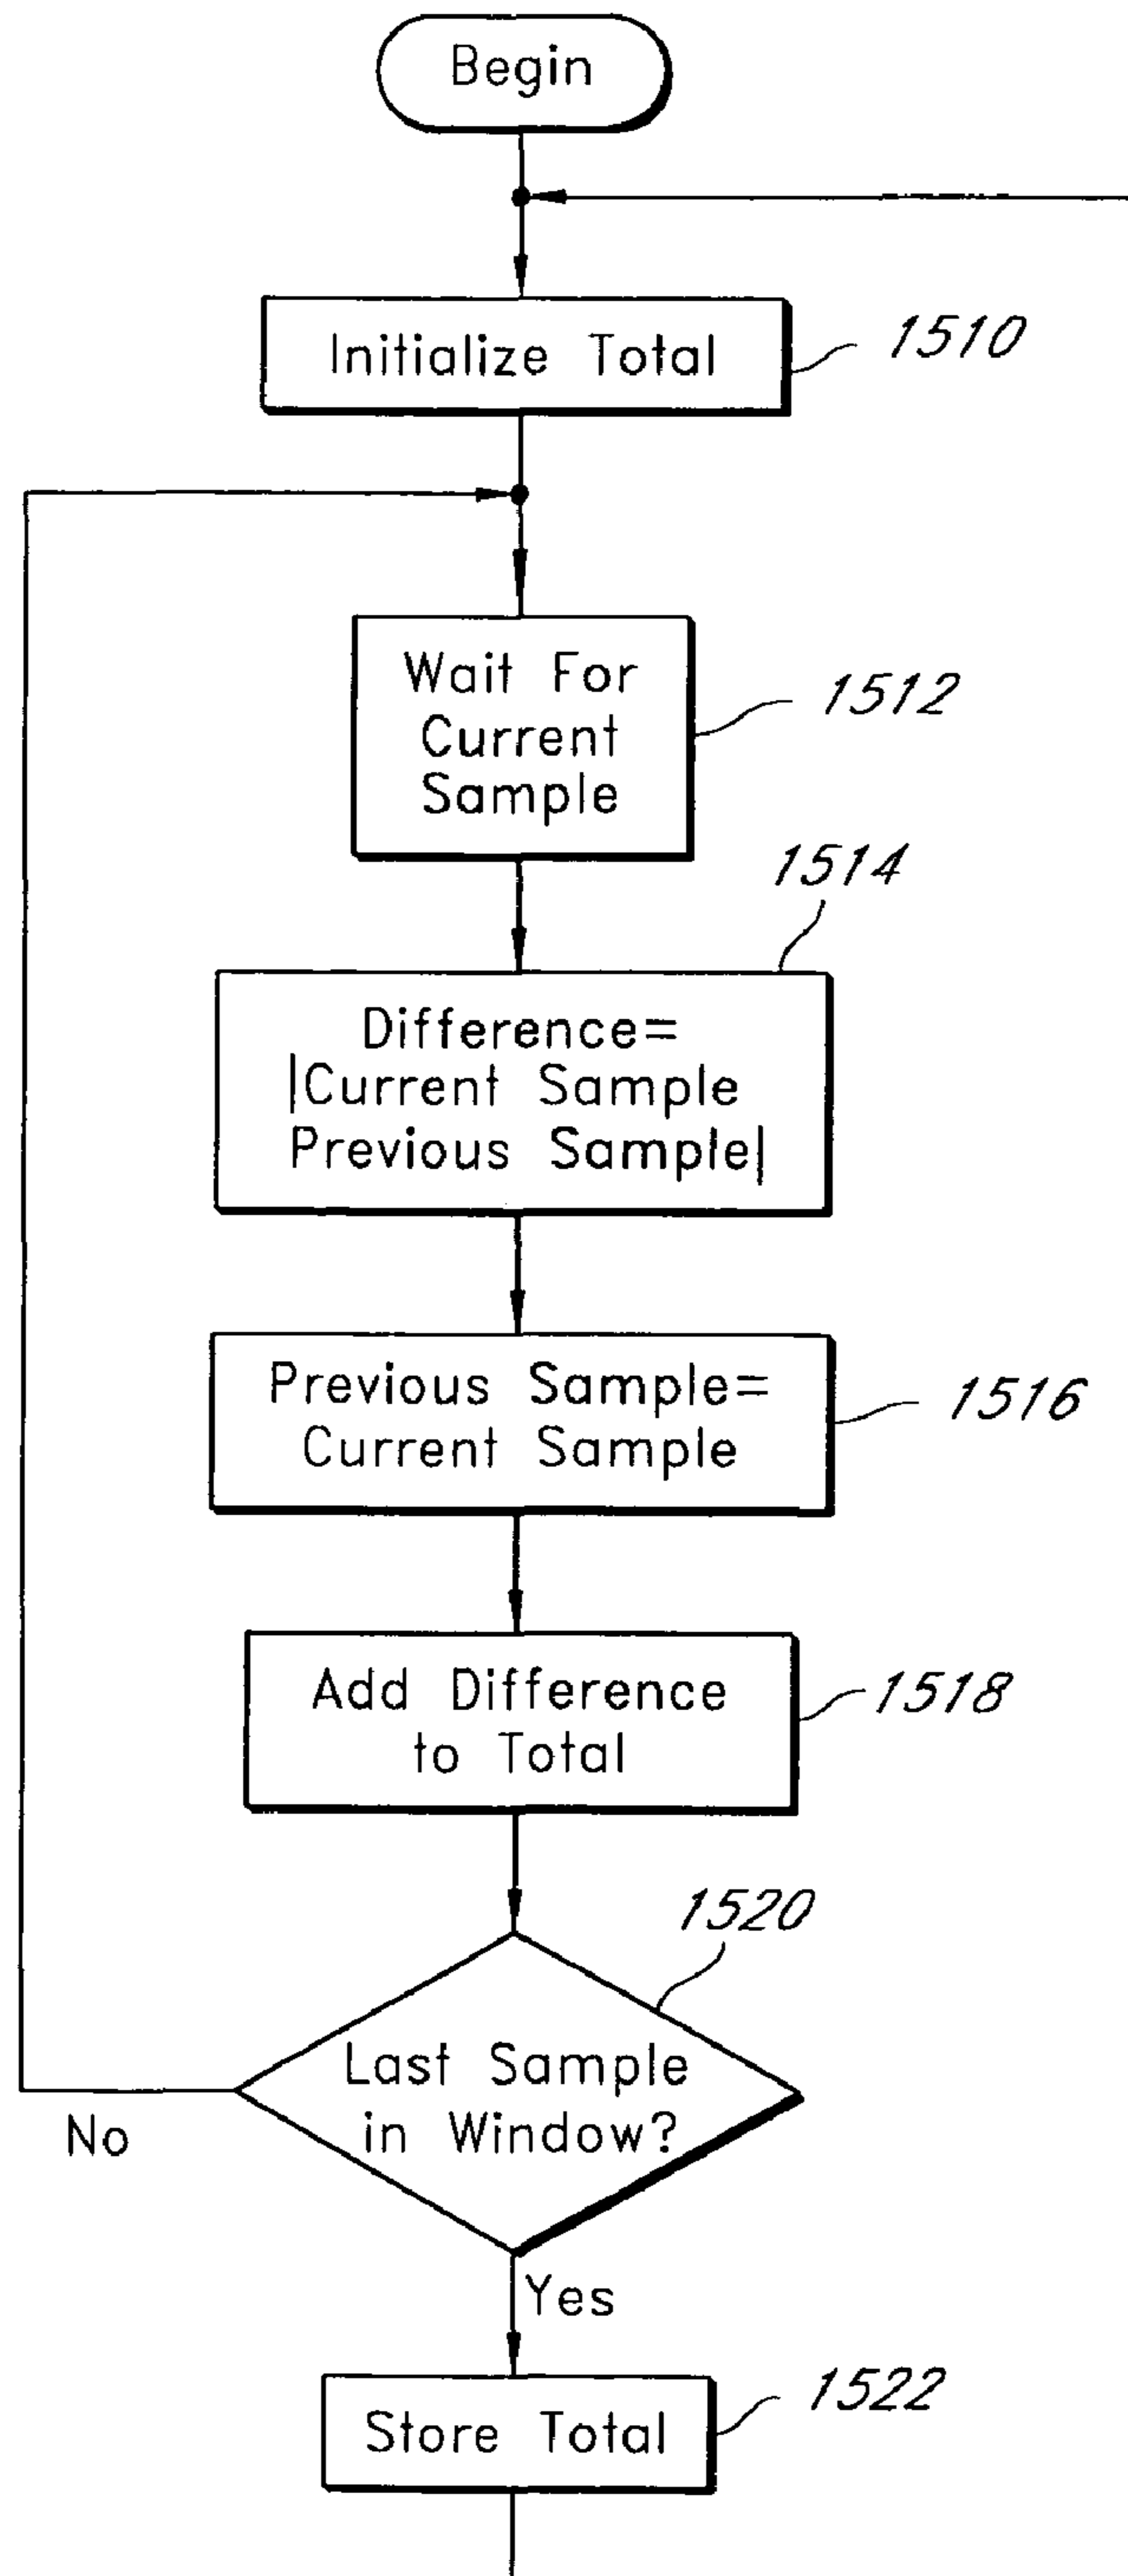 Begin
Initialize Total
1510
Wait For
Current
Sample
1512
1514
Difference=
|Current Sample
Previous Sample|
Previous Sample=
Current Sample
1516
Add Difference
to Total
1518
1520
Last Sample
in Window?
No
Yes
Store Total
1522